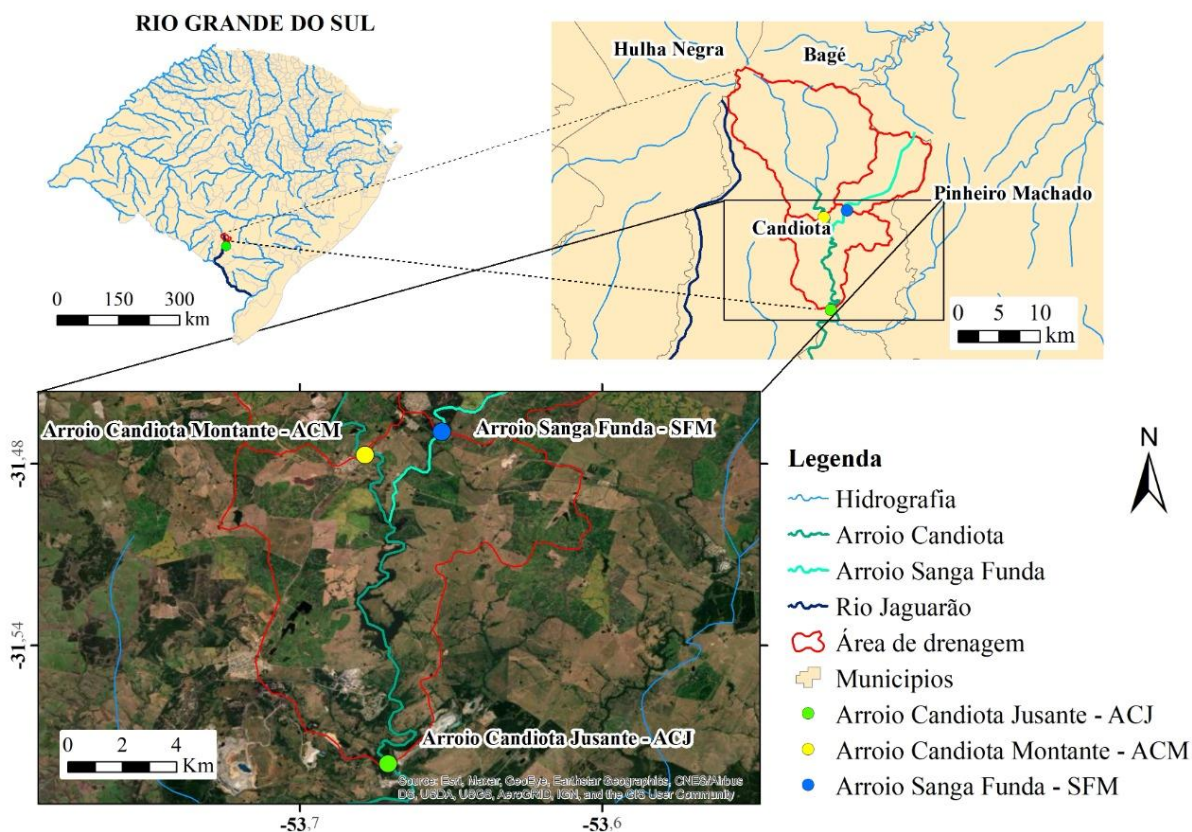 RIO GRANDE DO SUL
0 150 300
km
Hulha Negra
Bagé
Pinheiro Machado
Candiota
0 5 10
km
Arroio Candiota Montante - ACM
Arroio Sanga Funda - SFM
-31,48
-31,54
Arroio Candiota Jusante - ACJ
0 2 4
Km
Source: Esri, Maxar, GeoEye, Earthstar Geographics, CNES/Airbus
DS, USDA, USGS, AeroGRID, IGN, and the GIS User Community
-53,7
-53,6
N
Legenda
Hidrografia
Arroio Candiota
Arroio Sanga Funda
Rio Jaguarão
Área de drenagem
Municipios
Arroio Candiota Jusante - ACJ
Arroio Candiota Montante - ACM
Arroio Sanga Funda - SFM